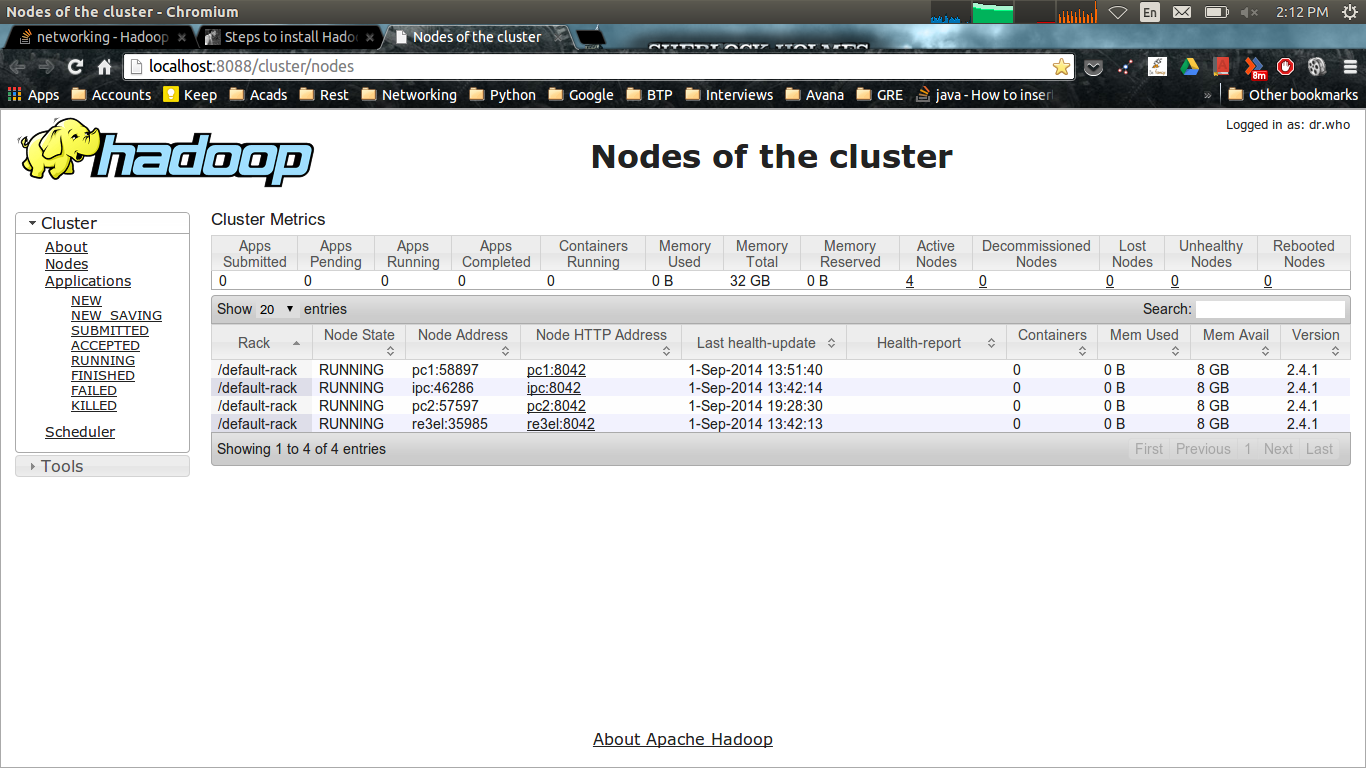 Nodes of the cluster - Chromium
En
2:12 PM
networking - Hadoop
Steps to install Hado
Nodes of the cluster
SHERLOCK HOLMES
localhost:8088/cluster/nodes
8m
Apps Accounts Keep Acads Rest Networking Python Google BTP Interviews Avana GRE java - How to inser » Other bookmarks
Logged in as: dr.who
hadoop
Nodes of the cluster
Cluster
About
Nodes
Applications
NEW
NEW_SAVING
SUBMITTED
ACCEPTED
RUNNING
FINISHED
FAILED
KILLED
Scheduler
Tools
Cluster Metrics
Apps Submitted Apps Pending Apps Running Apps Completed Containers Running Memory Used Memory Total Memory Reserved Active Nodes Decommissioned Nodes Lost Nodes Unhealthy Nodes Rebooted Nodes
0 0 0 0 0 0 B 32 GB 0 B 4 0 0 0 0
Show 20 entries Search:
Rack Node State Node Address Node HTTP Address Last health-update Health-report Containers Mem Used Mem Avail Version
/default-rack RUNNING pc1:58897 pc1:8042 1-Sep-2014 13:51:40 0 0 B 8 GB 2.4.1
/default-rack RUNNING ipc:46286 ipc:8042 1-Sep-2014 13:42:14 0 0 B 8 GB 2.4.1
/default-rack RUNNING pc2:57597 pc2:8042 1-Sep-2014 19:28:30 0 0 B 8 GB 2.4.1
/default-rack RUNNING re3el:35985 re3el:8042 1-Sep-2014 13:42:13 0 0 B 8 GB 2.4.1
Showing 1 to 4 of 4 entries First Previous 1 Next Last
About Apache Hadoop